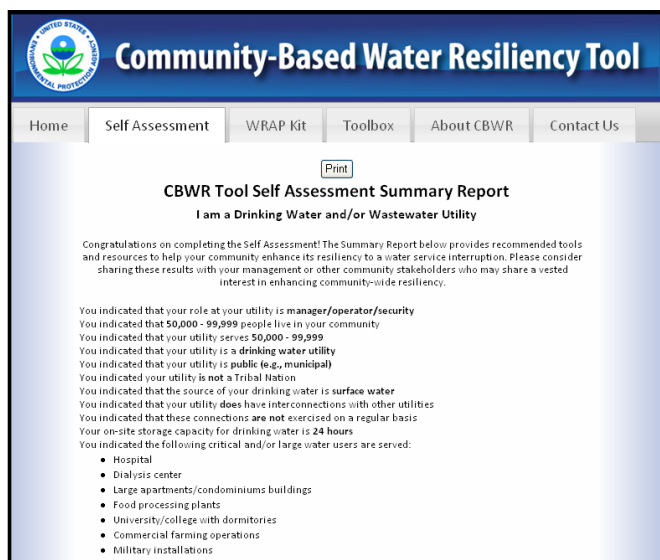 UNITED STATES
ENVIRONMENTAL PROTECTION AGENCY
Community-Based Water Resiliency Tool
Home Self Assessment WRAP Kit Toolbox About CBWR Contact Us
Print
CBWR Tool Self Assessment Summary Report
I am a Drinking Water and/or Wastewater Utility
Congratulations on completing the Self Assessment! The Summary Report below provides recommended tools
and resources to help your community enhance its resiliency to a water service interruption. Please consider
sharing these results with your management or other community stakeholders who may share a vested
interest in enhancing community-wide resiliency.
You indicated that your role at your utility is manager/operator/security
You indicated that 50,000 - 99,999 people live in your community
You indicated that your utility serves 50,000 - 99,999
You indicated that your utility is a drinking water utility
You indicated that your utility is public (e.g., municipal)
You indicated your utility is not a Tribal Nation
You indicated that the source of your drinking water is surface water
You indicated that your utility does have interconnections with other utilities
You indicated that these connections are not exercised on a regular basis
Your on-site storage capacity for drinking water is 24 hours
You indicated the following critical and/or large water users are served:
• Hospital
• Dialysis center
• Large apartments/condominiums buildings
• Food processing plants
• University/college with dormitories
• Commercial farming operations
• Military installations